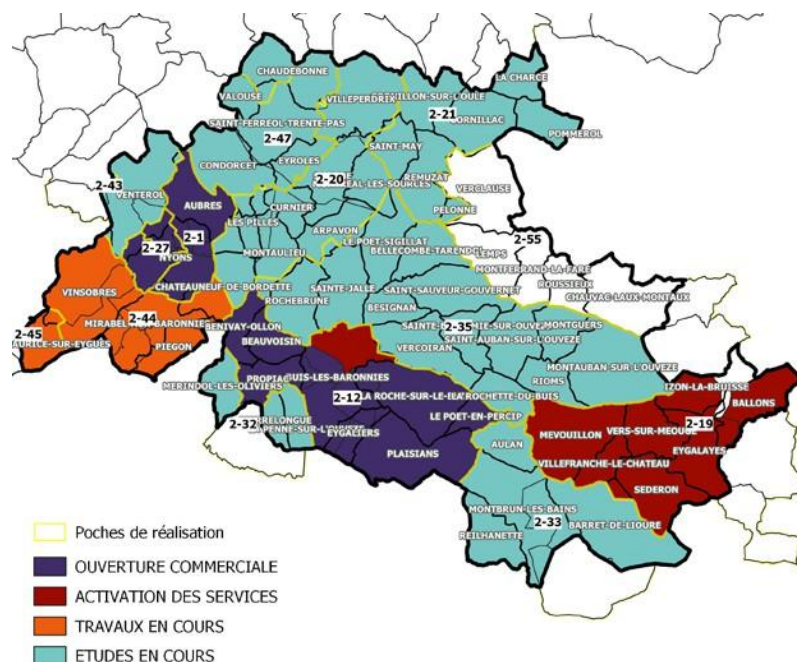 CHAUDEBONNE
LA CHARCE
VALOUSE
VILLEPERDRIX
2-21
CORNILLAC
SAINT-FERREOL-TRENTE-PAS
2-47
POMMEROL
SAINT-MAY
CONDORCET
EYROLES
2-20
REMUZAT
2-43
VENTEROL
VERCLAUSE
AUBRES
CURNIER
PELONNE
LES PILLES
2-1
ARPAVON
2-27
NYONS
LE POET-SIGILLAT
2-55
MONTAULIEU
BELLECOMBE-TARENDOL
LEMPS
MONTFERRAND-LA-FARE
CHATEAUNEUF-DE-BORDETTE
SAINTE-JALLE
SAINT-SAUVEUR-GOUVERNET
ROUSSIEUX
VINSOBRES
ROCHEBRUNE
CHAUVAC-LAUX-MONTAUX
BESIGNAN
2-44
2-45
BENIVAY-OLLON
2-35
MONTGUERS
PIEGON
BEAUVOISIN
SAINT-AUBAN-SUR-L'OUVEZE
VERCOIRAN
MONTAUBAN-SUR-L'OUVEZE
PROPIAC
RIOMS
MERINDOL-LES-OLIVIERS
2-12
BALLONS
LE POET-EN-PERCIP
2-32
2-19
MEVOUILLON
VERS-SUR-MEOUGE
EYGALIERS
AULAN
EYGALAYES
PLAISIANS
VILLEFRANCHE-LE-CHATEAU
SEDERON
MONTBRUN-LES-BAINS
2-33
BARRET-DE-LIOURE
REILHANETTE
Poches de réalisation
OUVERTURE COMMERCIALE
ACTIVATION DES SERVICES
TRAVAUX EN COURS
ETUDES EN COURS